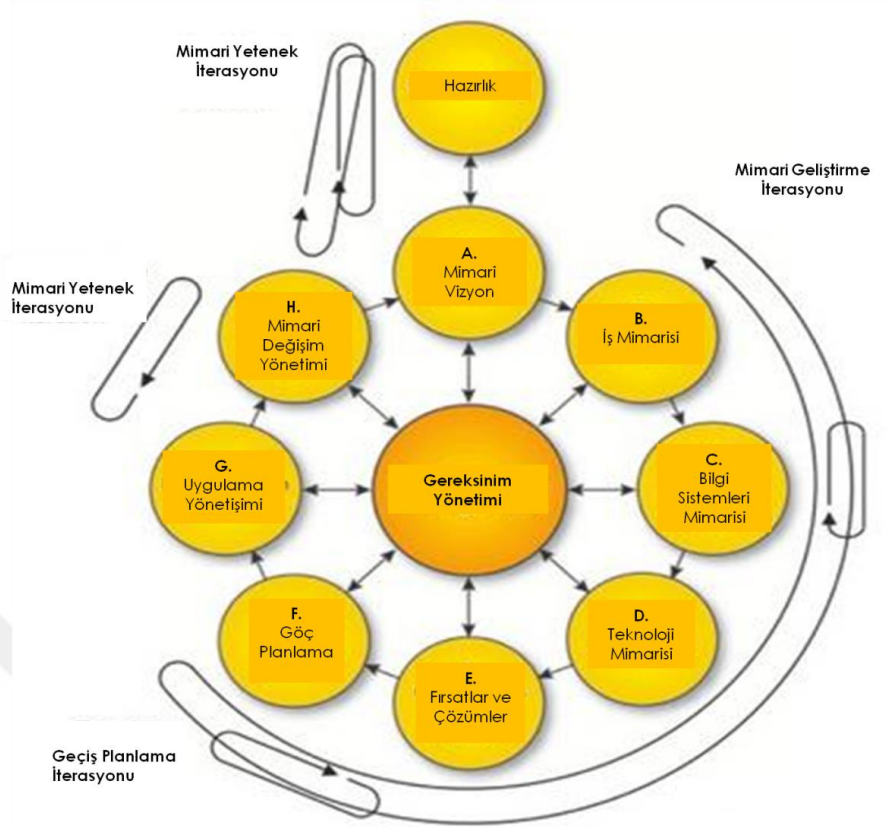 Mimari Yetenek
İterasyonu
Hazırlık
Mimari Geliştirme
İterasyonu
A.
Mimari
Vizyon
Mimari Yetenek
İterasyonu
H.
Mimari
Değişim
Yönetimi
B.
İş Mimarisi
G.
Uygulama
Yönetişimi
Gereksinim
Yönetimi
C.
Bilgi
Sistemleri
Mimarisi
F.
Göç
Planlama
D.
Teknoloji
Mimarisi
E.
Fırsatlar ve
Çözümler
Geçiş Planlama
İterasyonu